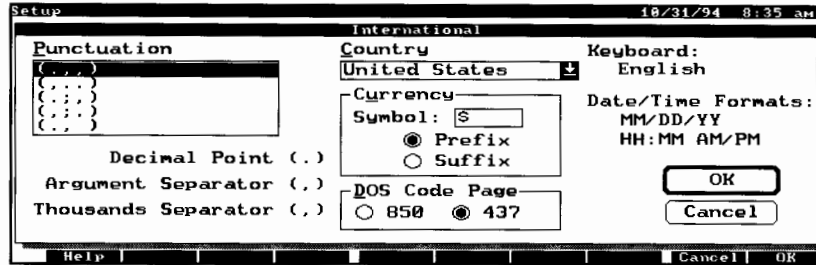 Setup 10/31/94 8:35 AM
International
Punctuation
(.,,)
(,..)
(.;,)
(,;.)
(., )
Decimal Point (.)
Argument Separator (,)
Thousands Separator (,)
Country
United States
Currency
Symbol: $
Prefix
Suffix
DOS Code Page
850 437
Keyboard:
English
Date/Time Formats:
MM/DD/YY
HH:MM AM/PM
OK
Cancel
Help Cancel OK